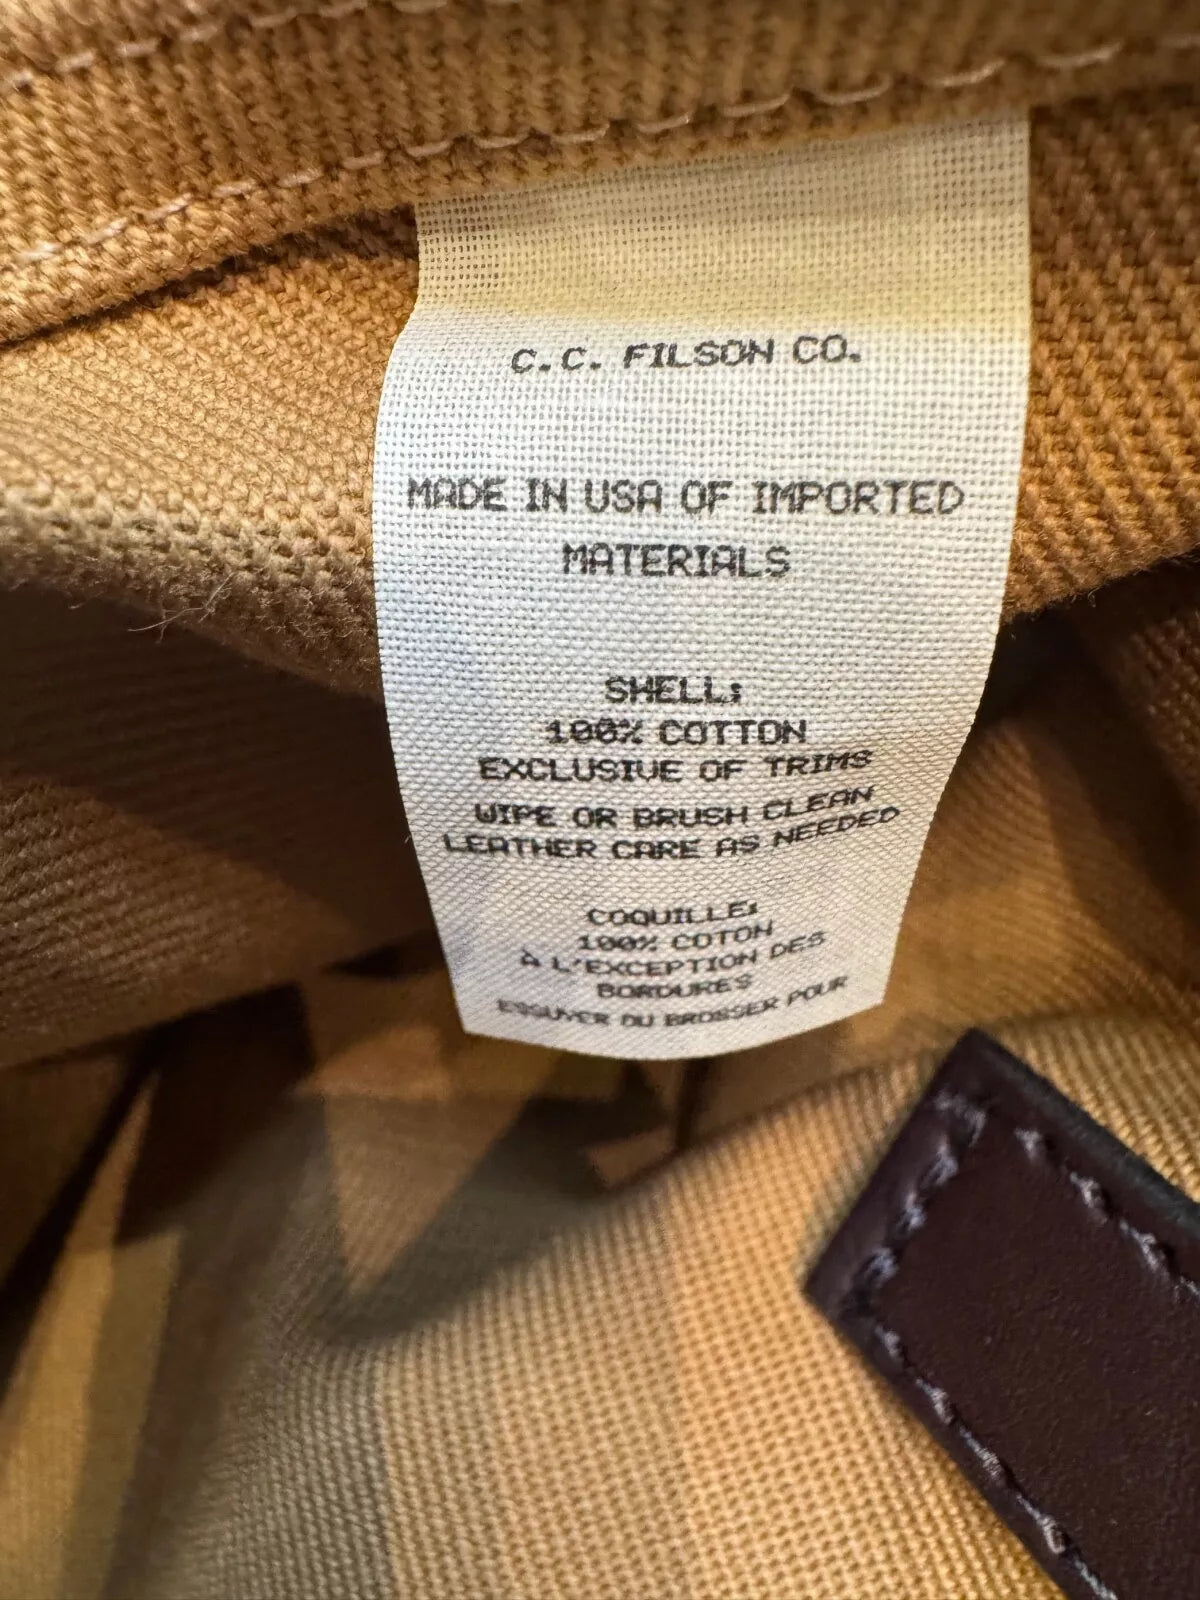 C.C. FILSON CO.
MADE IN USA OF IMPORTED
MATERIALS
SHELL:
100% COTTON
EXCLUSIVE OF TRIMS
WIPE OR BRUSH CLEAN
LEATHER CARE AS NEEDED
COQUILLE:
100% COTON
À L'EXCEPTION DES
BORDURES
ESSUYER OU BROSSER POUR